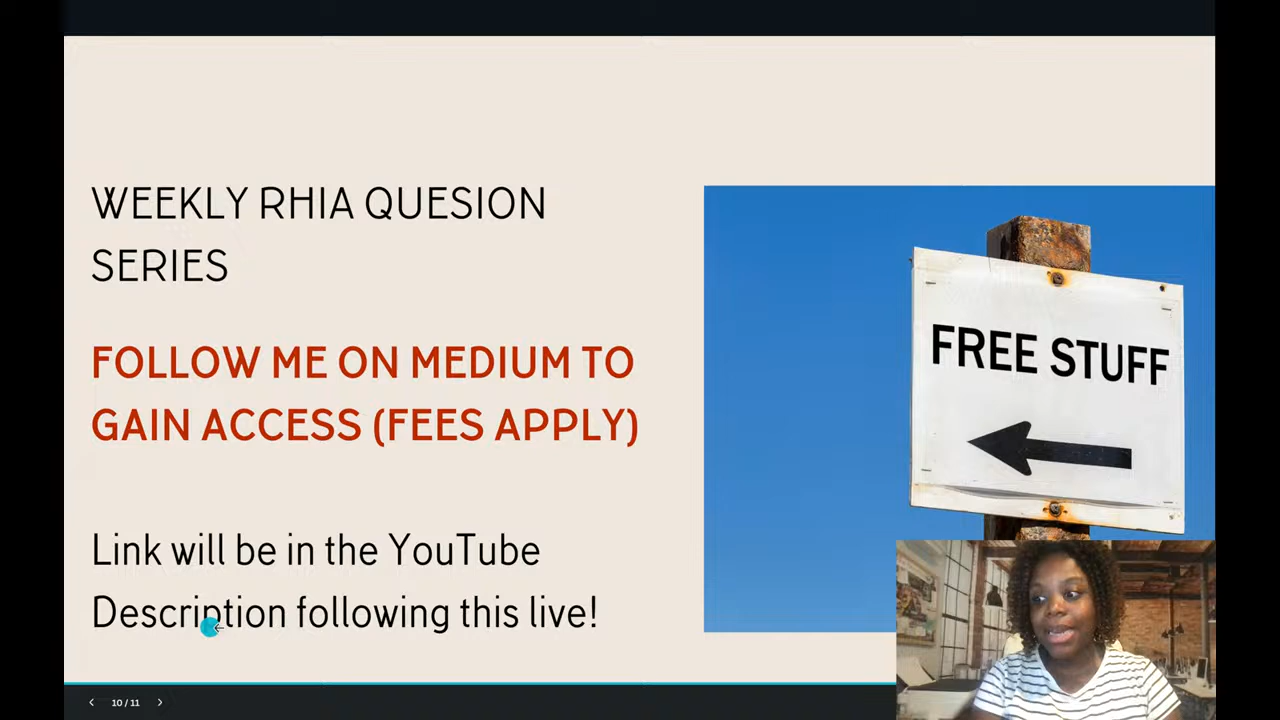 WEEKLY RHIA QUESION
SERIES
FOLLOW ME ON MEDIUM TO
GAIN ACCESS (FEES APPLY)
Link will be in the YouTube
Description following this live!
FREE STUFF
10 / 11